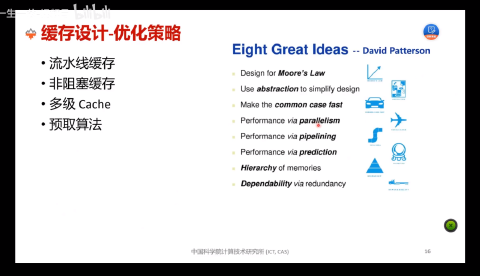 缓存设计-优化策略
流水线缓存
非阻塞缓存
多级 Cache
预取算法
Eight Great Ideas -- David Patterson
Design for Moore's Law
Use abstraction to simplify design
Make the common case fast
Performance via parallelism
Performance via pipelining
Performance via prediction
Hierarchy of memories
Dependability via redundancy
中国科学院计算技术研究所 (ICT, CAS)
16